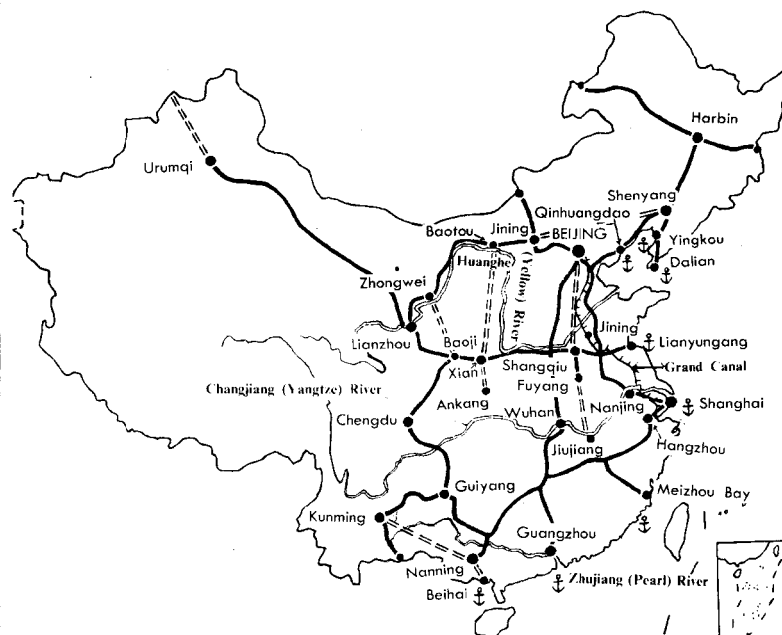 Harbin
Urumqi
Shenyang
Qinhuangdao
Baotou
Jining
BEIJING
Yingkou
Huanghe
(Yellow) River
Dalian
Zhongwei
Jining
Lianzhou
Baoji
Lianyungang
Xian
Shangqiu
Grand Canal
Fuyang
Changjiang (Yangtze) River
Ankang
Nanjing
Shanghai
Wuhan
Chengdu
Jiujiang
Hangzhou
Guiyang
Meizhou Bay
Kunming
Guangzhou
Nanning
Zhujiang (Pearl) River
Beihai